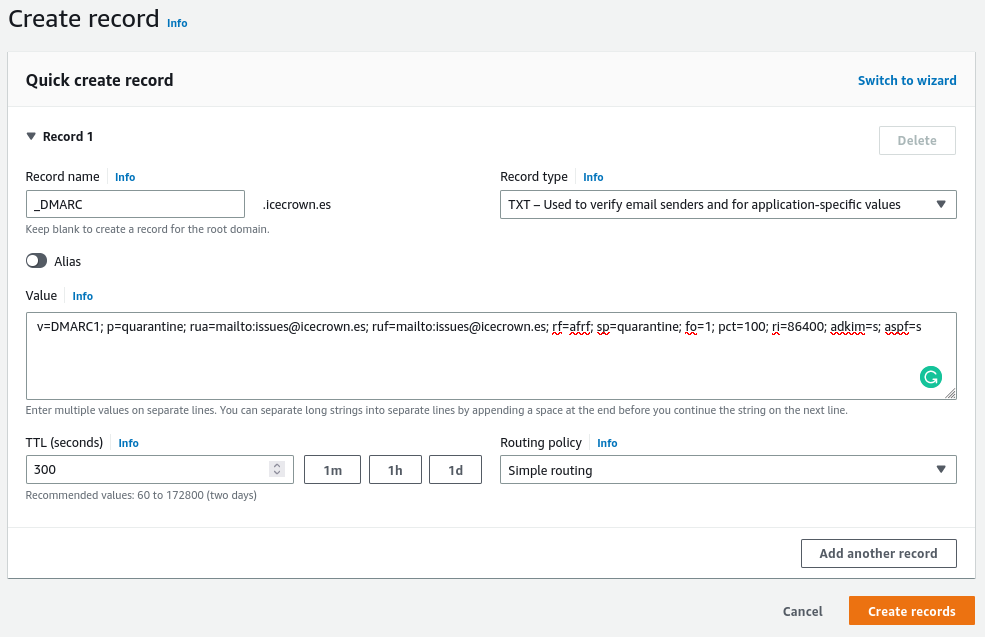 Create record Info
Quick create record
Switch to wizard
Record 1
Delete
Record name Info
Record type Info
_DMARC
.icecrown.es
TXT – Used to verify email senders and for application-specific values
Keep blank to create a record for the root domain.
Alias
Value Info
v=DMARC1; p=quarantine; rua=mailto:issues@icecrown.es; ruf=mailto:issues@icecrown.es; rf=afrf; sp=quarantine; fo=1; pct=100; ri=86400; adkim=s; aspf=s
Enter multiple values on separate lines. You can separate long strings into separate lines by appending a space at the end before you continue the string on the next line.
TTL (seconds) Info
Routing policy Info
300
1m
1h
1d
Simple routing
Recommended values: 60 to 172800 (two days)
Add another record
Cancel
Create records